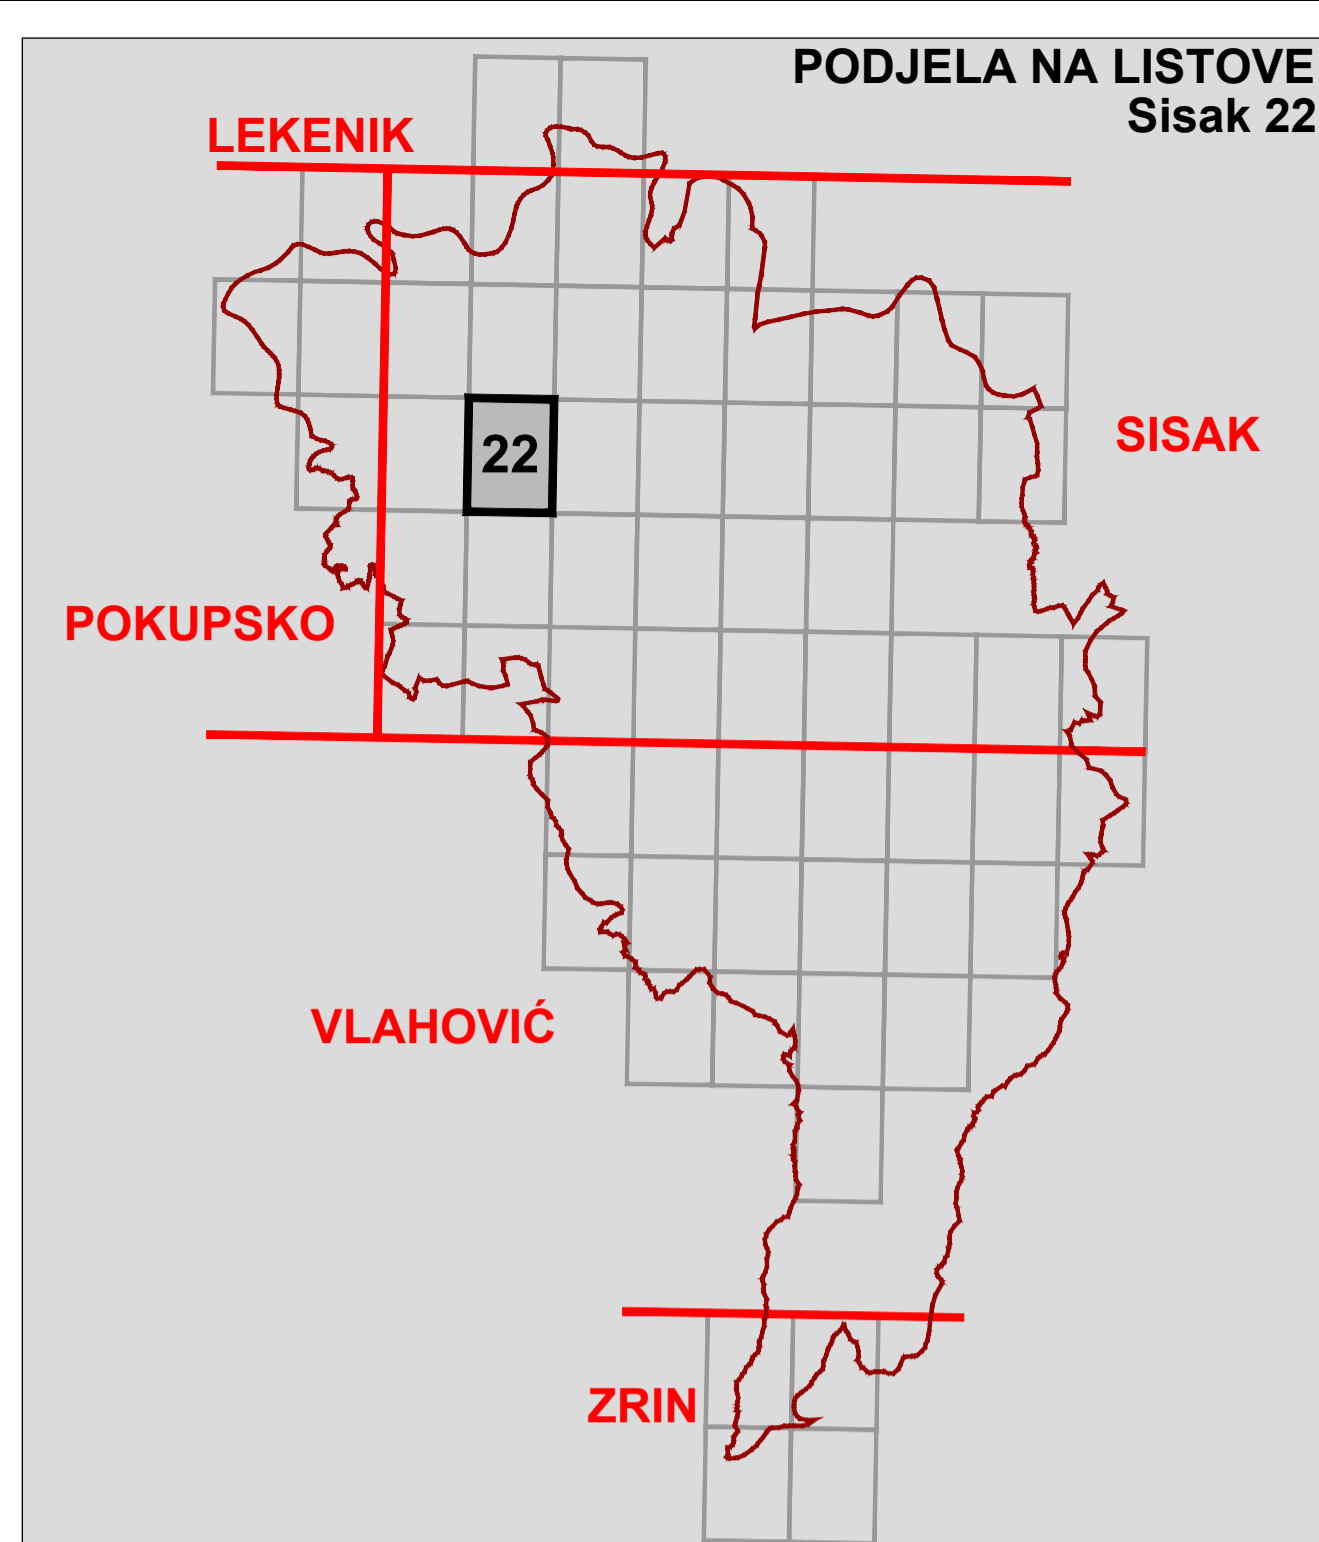 PODJELA NA LISTOVE
Sisak 22
LEKENIK
SISAK
22
POKUPSKO
VLAHOVIĆ
ZRIN